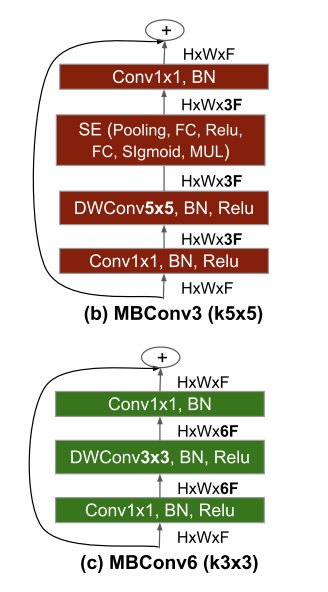 +
HxWxF
Conv1x1, BN
HxWx3F
SE (Pooling, FC, Relu,
FC, SIgmoid, MUL)
HxWx3F
DWConv5x5, BN, Relu
HxWx3F
Conv1x1, BN, Relu
HxWxF
(b) MBConv3 (k5x5)
+
HxWxF
Conv1x1, BN
HxWx6F
DWConv3x3, BN, Relu
HxWx6F
Conv1x1, BN, Relu
HxWxF
(c) MBConv6 (k3x3)